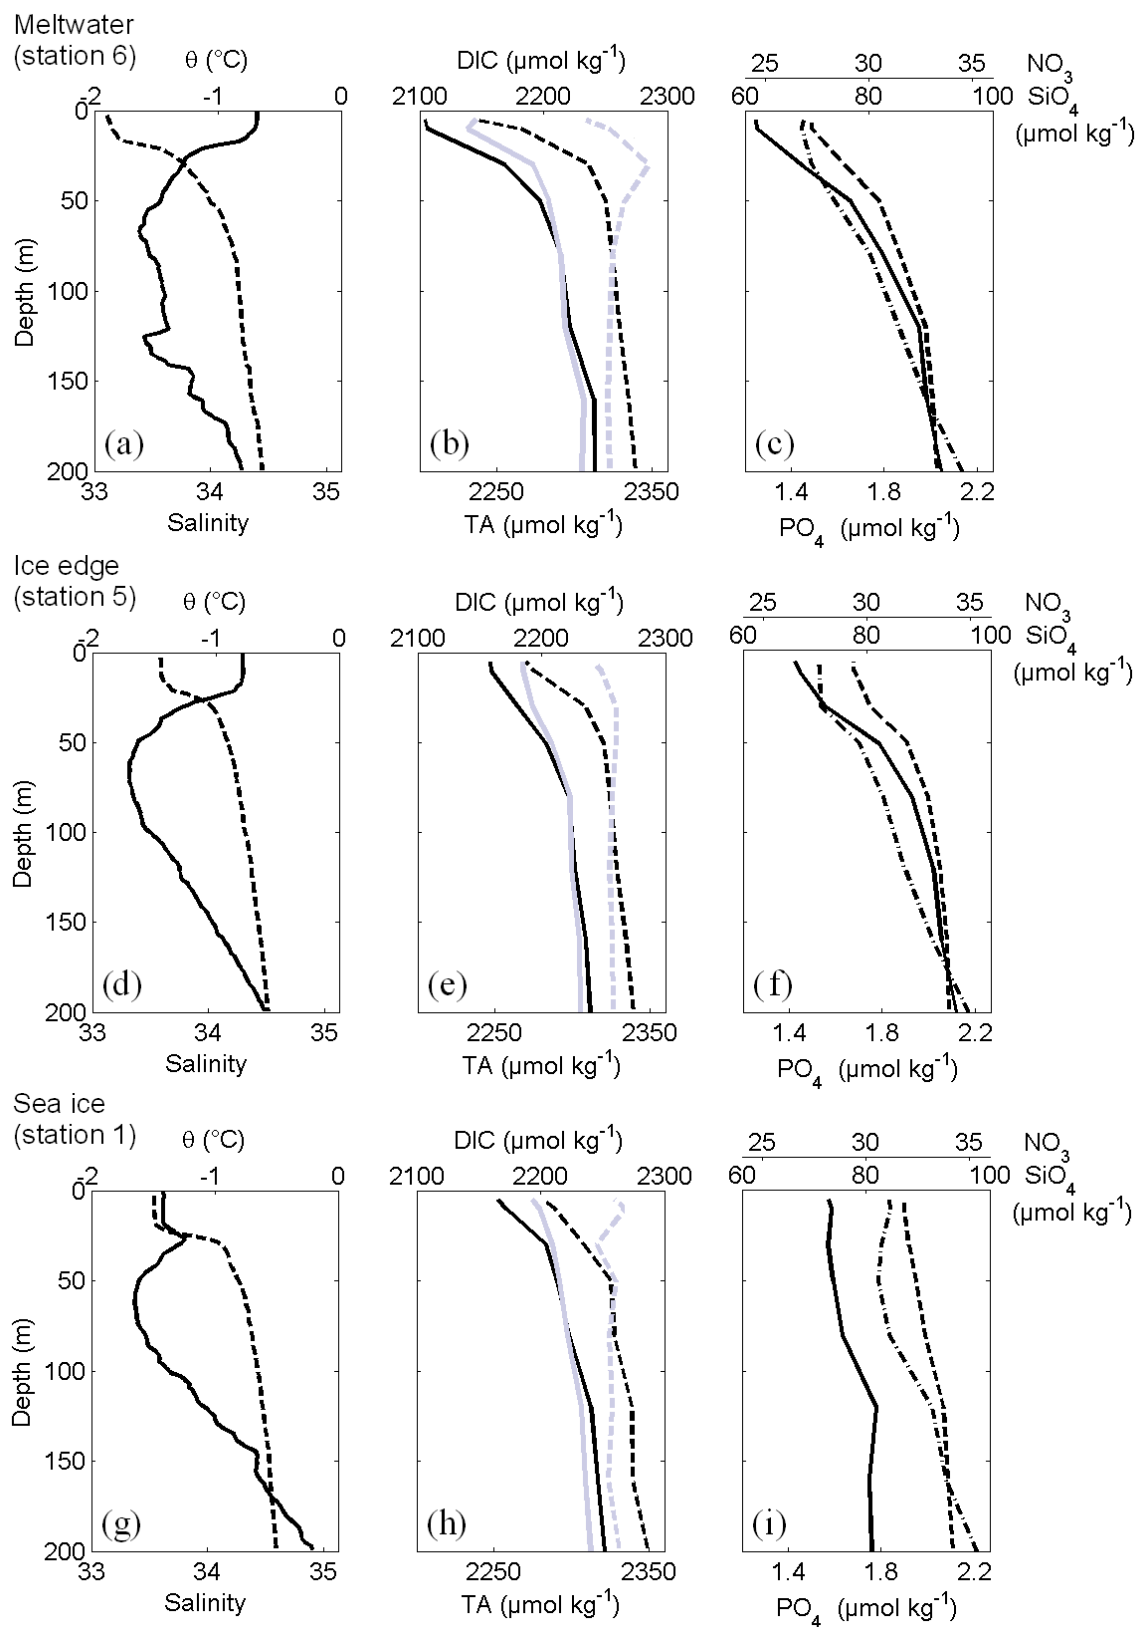 Meltwater
(station 6)
θ (°C)
-2 -1 0
DIC (µmol kg-1)
2100 2200 2300
25 30 35 NO3
60 80 100 SiO4
(µmol kg-1)
0
50
100
150
200
Depth (m)
(a) (b) (c)
33 34 35
Salinity
2250 2350
TA (µmol kg-1)
1.4 1.8 2.2
PO4 (µmol kg-1)
Ice edge
(station 5)
θ (°C)
-2 -1 0
DIC (µmol kg-1)
2100 2200 2300
25 30 35 NO3
60 80 100 SiO4
(µmol kg-1)
0
50
100
150
200
Depth (m)
(d) (e) (f)
33 34 35
Salinity
2250 2350
TA (µmol kg-1)
1.4 1.8 2.2
PO4 (µmol kg-1)
Sea ice
(station 1)
θ (°C)
-2 -1 0
DIC (µmol kg-1)
2100 2200 2300
25 30 35 NO3
60 80 100 SiO4
(µmol kg-1)
0
50
100
150
200
Depth (m)
(g) (h) (i)
33 34 35
Salinity
2250 2350
TA (µmol kg-1)
1.4 1.8 2.2
PO4 (µmol kg-1)